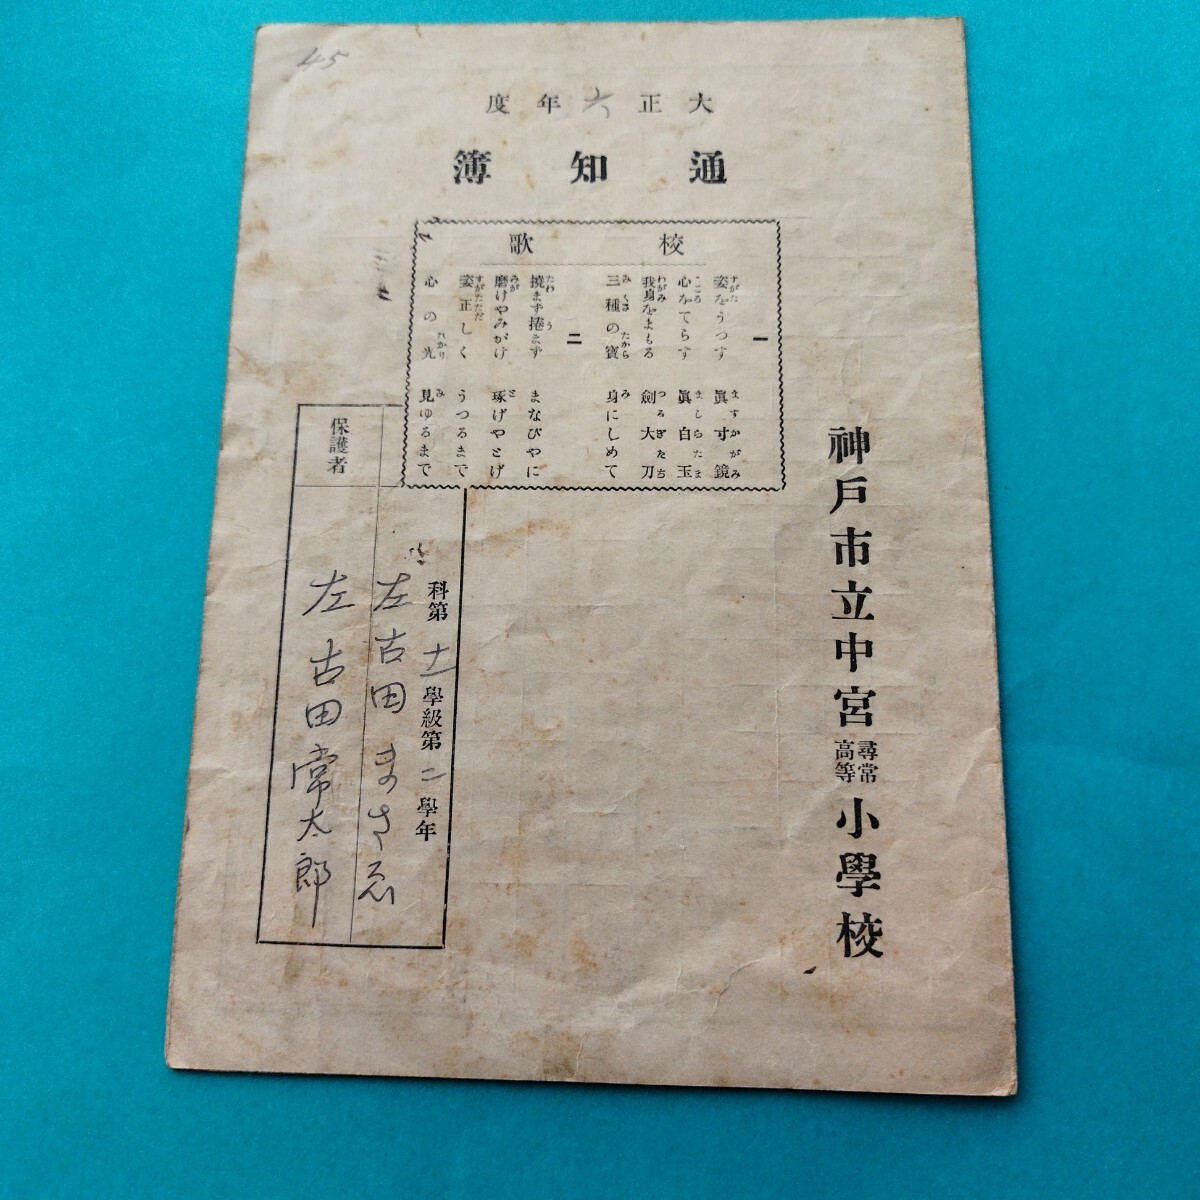 45
大正六年度
通知簿
校歌
一
姿をうつす 眞寸鏡
心をてらす 眞白玉
我身をまもる 劍大刀
三種の寳 身にしめて
二
撓まず捲まず まなびやに
磨けやみがけ 琢げやとげ
姿正しく うつるまで
心の光 見ゆるまで
神戸市立中宮尋常高等小學校
科第十一學級第二學年
左古田まさゑ
保護者
左古田常太郎